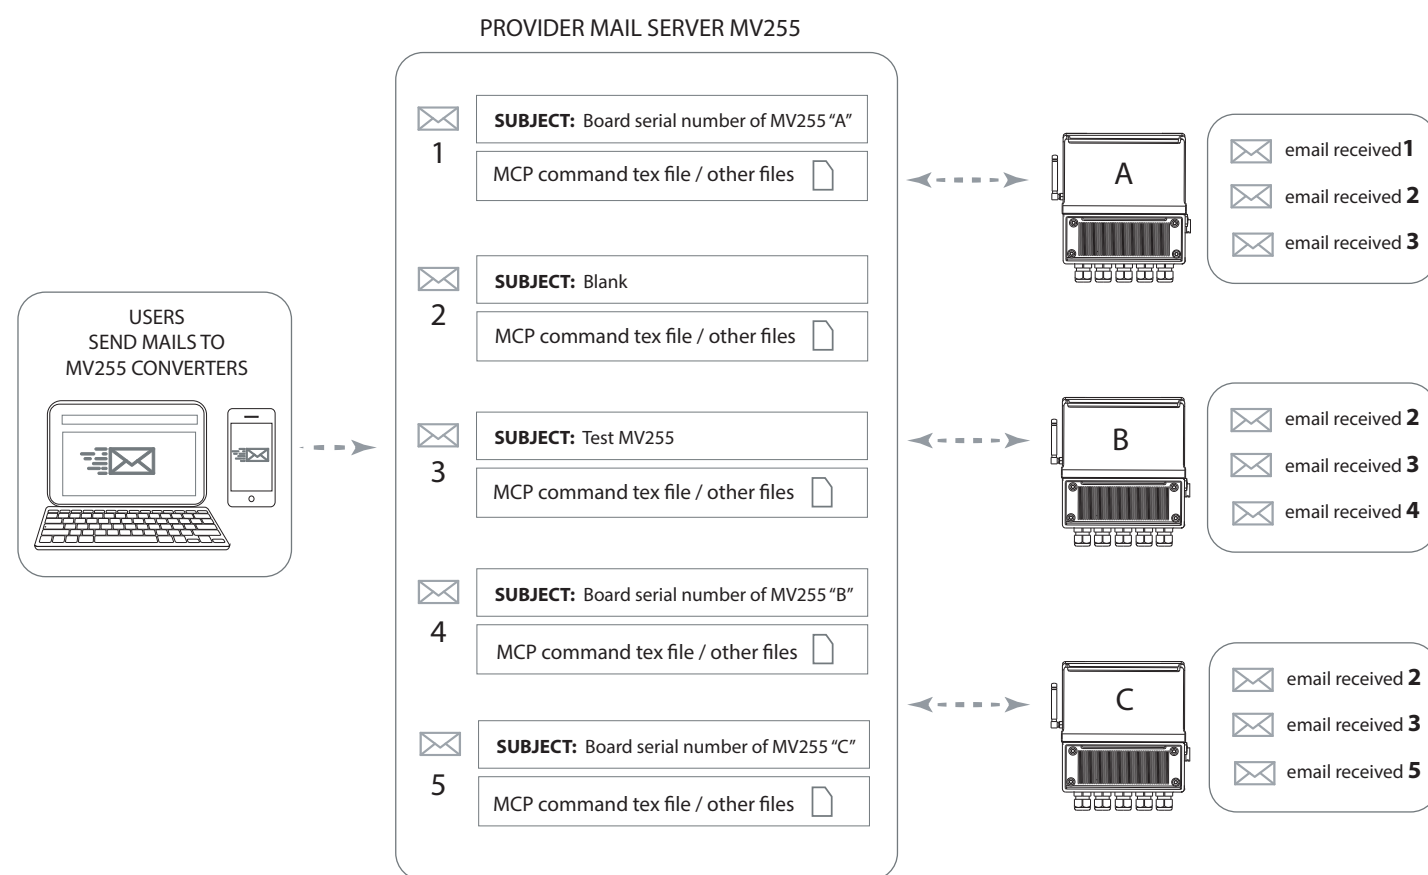 PROVIDER MAIL SERVER MV255
USERS
SEND MAILS TO
MV255 CONVERTERS
1
SUBJECT: Board serial number of MV255 “A”
MCP command tex file / other files
2
SUBJECT: Blank
MCP command tex file / other files
3
SUBJECT: Test MV255
MCP command tex file / other files
4
SUBJECT: Board serial number of MV255 “B”
MCP command tex file / other files
5
SUBJECT: Board serial number of MV255 “C”
MCP command tex file / other files
A
email received 1
email received 2
email received 3
B
email received 2
email received 3
email received 4
C
email received 2
email received 3
email received 5